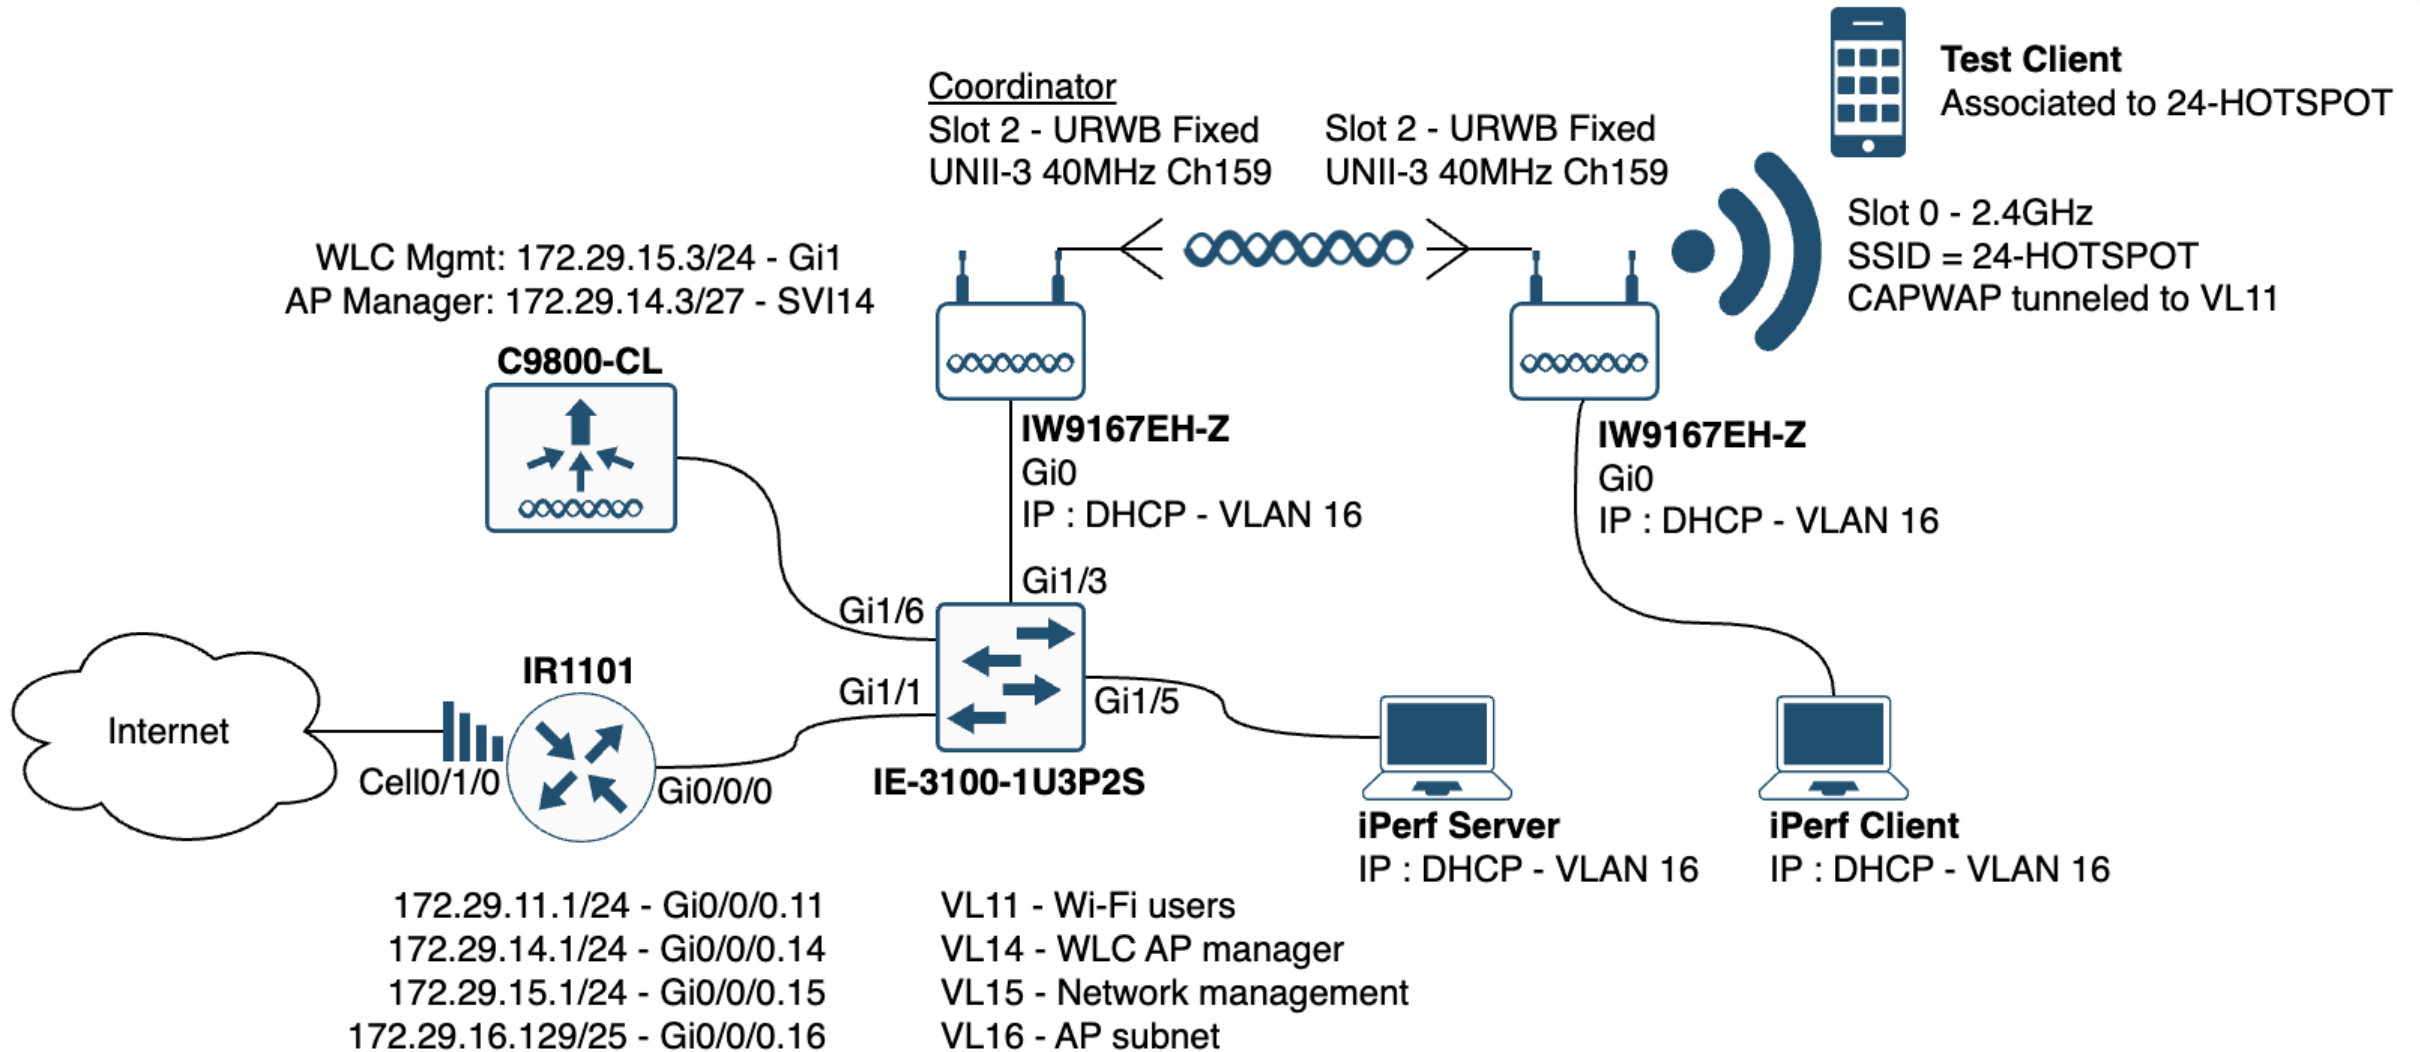 Coordinator
Slot 2 - URWB Fixed
UNII-3 40MHz Ch159
Slot 2 - URWB Fixed
UNII-3 40MHz Ch159
Test Client
Associated to 24-HOTSPOT
Slot 0 - 2.4GHz
SSID = 24-HOTSPOT
CAPWAP tunneled to VL11
WLC Mgmt: 172.29.15.3/24 - Gi1
AP Manager: 172.29.14.3/27 - SVI14
C9800-CL
IW9167EH-Z
Gi0
IP : DHCP - VLAN 16
IW9167EH-Z
Gi0
IP : DHCP - VLAN 16
Gi1/3
Gi1/6
Gi1/1
Gi1/5
IR1101
Internet
Cell0/1/0
Gi0/0/0
IE-3100-1U3P2S
iPerf Server
IP : DHCP - VLAN 16
iPerf Client
IP : DHCP - VLAN 16
172.29.11.1/24 - Gi0/0/0.11
172.29.14.1/24 - Gi0/0/0.14
172.29.15.1/24 - Gi0/0/0.15
172.29.16.129/25 - Gi0/0/0.16
VL11 - Wi-Fi users
VL14 - WLC AP manager
VL15 - Network management
VL16 - AP subnet